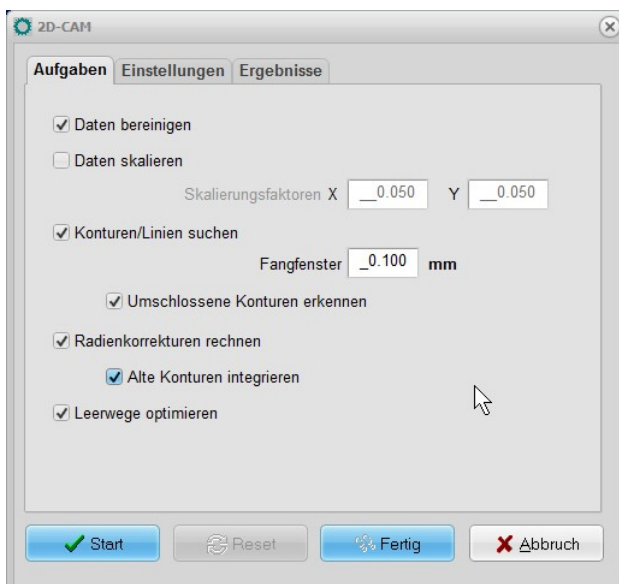 2D-CAM
Aufgaben Einstellungen Ergebnisse
Daten bereinigen
Daten skalieren
Skalierungsfaktoren X __0.050 Y __0.050
Konturen/Linien suchen
Fangfenster _0.100 mm
Umschlossene Konturen erkennen
Radienkorrekturen rechnen
Alte Konturen integrieren
Leerwege optimieren
Start Reset Fertig Abbruch